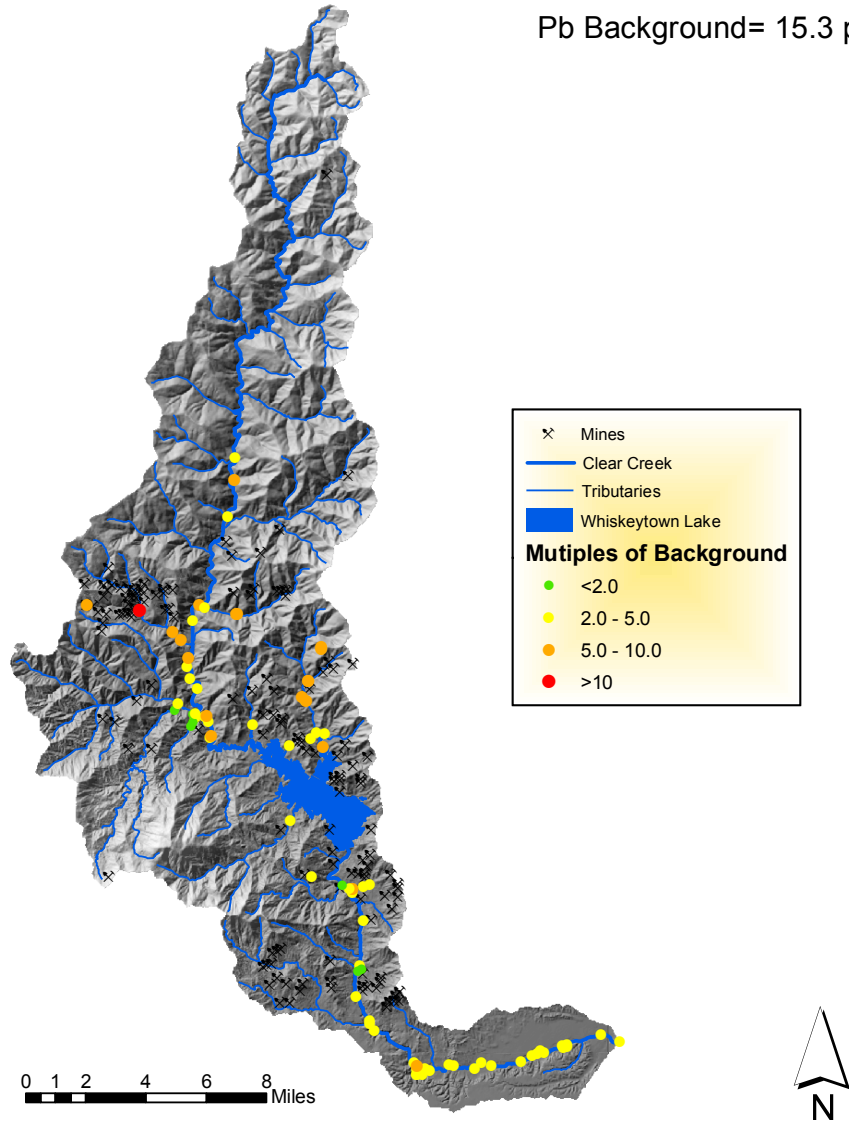 Pb Background= 15.3 p
Mines
Clear Creek
Tributaries
Whiskeytown Lake
Mutiples of Background
<2.0
2.0 - 5.0
5.0 - 10.0
>10
0 1 2 4 6 8 Miles
N